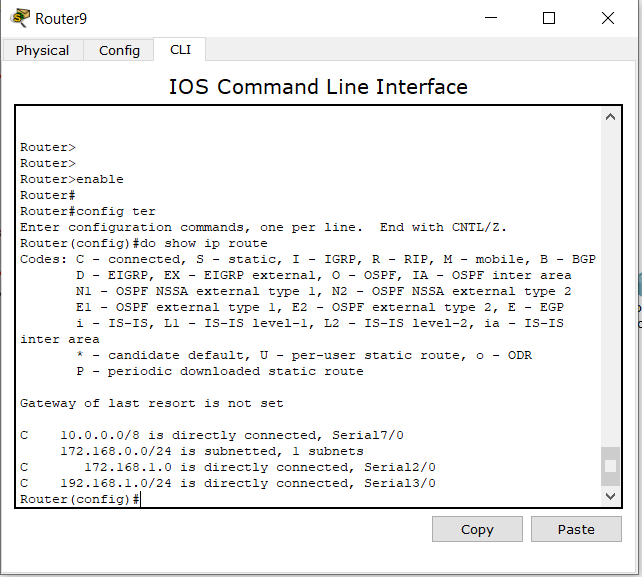 Router9
Physical Config CLI
IOS Command Line Interface
Router>
Router>
Router>enable
Router#
Router#config ter
Enter configuration commands, one per line.  End with CNTL/Z.
Router(config)#do show ip route
Codes: C - connected, S - static, I - IGRP, R - RIP, M - mobile, B - BGP
       D - EIGRP, EX - EIGRP external, O - OSPF, IA - OSPF inter area
       N1 - OSPF NSSA external type 1, N2 - OSPF NSSA external type 2
       E1 - OSPF external type 1, E2 - OSPF external type 2, E - EGP
       i - IS-IS, L1 - IS-IS level-1, L2 - IS-IS level-2, ia - IS-IS
inter area
       * - candidate default, U - per-user static route, o - ODR
       P - periodic downloaded static route
Gateway of last resort is not set
C    10.0.0.0/8 is directly connected, Serial7/0
     172.168.0.0/24 is subnetted, 1 subnets
C       172.168.1.0 is directly connected, Serial2/0
C    192.168.1.0/24 is directly connected, Serial3/0
Router(config)#
Copy Paste